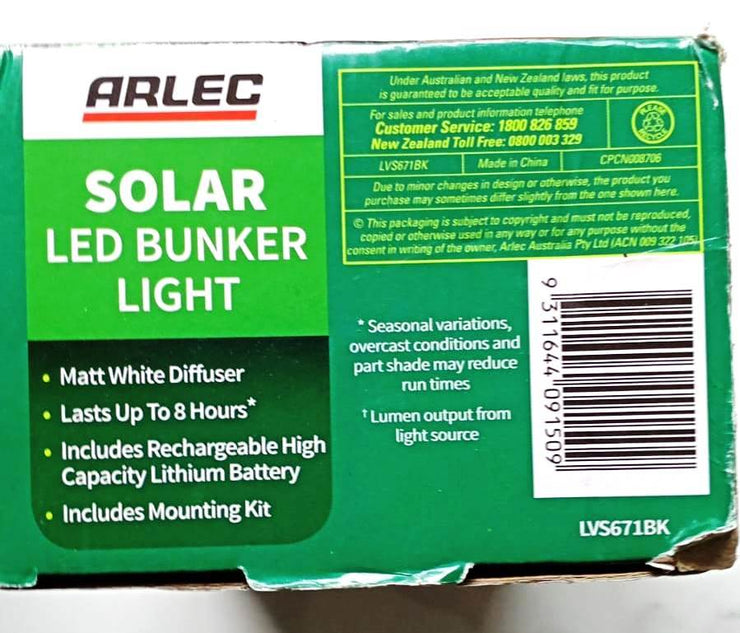 ARLEC
SOLAR
LED BUNKER
LIGHT
• Matt White Diffuser
• Lasts Up To 8 Hours*
• Includes Rechargeable High
Capacity Lithium Battery
• Includes Mounting Kit
Under Australian and New Zealand laws, this product
is guaranteed to be acceptable quality and fit for purpose.
For sales and product information telephone
Customer Service: 1800 826 859
New Zealand Toll Free: 0800 003 329
PLEASE
RECYCLE
LVS671BK
Made in China
CPCN008706
Due to minor changes in design or otherwise, the product you
purchase may sometimes differ slightly from the one shown here.
© This packaging is subject to copyright and must not be reproduced,
copied or otherwise used in any way or for any purpose without the
consent in writing of the owner, Arlec Australia Pty Ltd (ACN 009 322 105)
* Seasonal variations,
overcast conditions and
part shade may reduce
run times
† Lumen output from
light source
9 311644 091509
LVS671BK